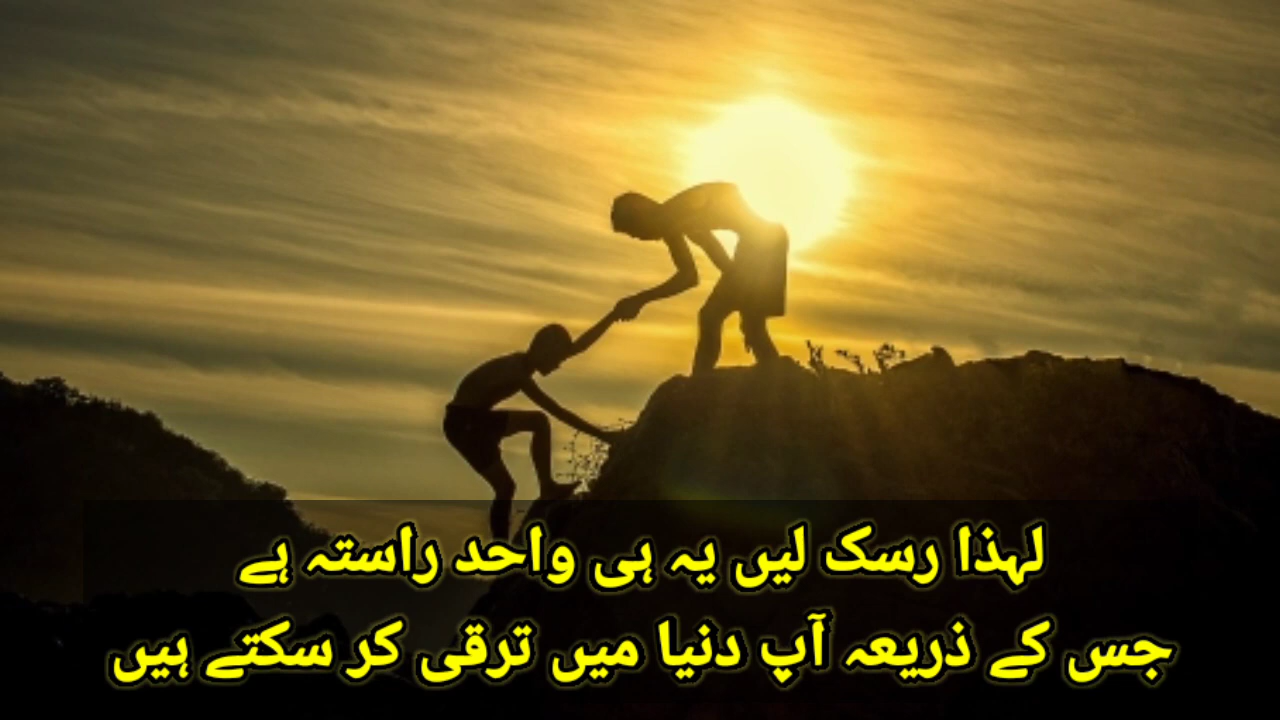 لہذا رسک لیں یہ ہی واحد راستہ ہے
جس کے ذریعہ آپ دنیا میں ترقی کر سکتے ہیں